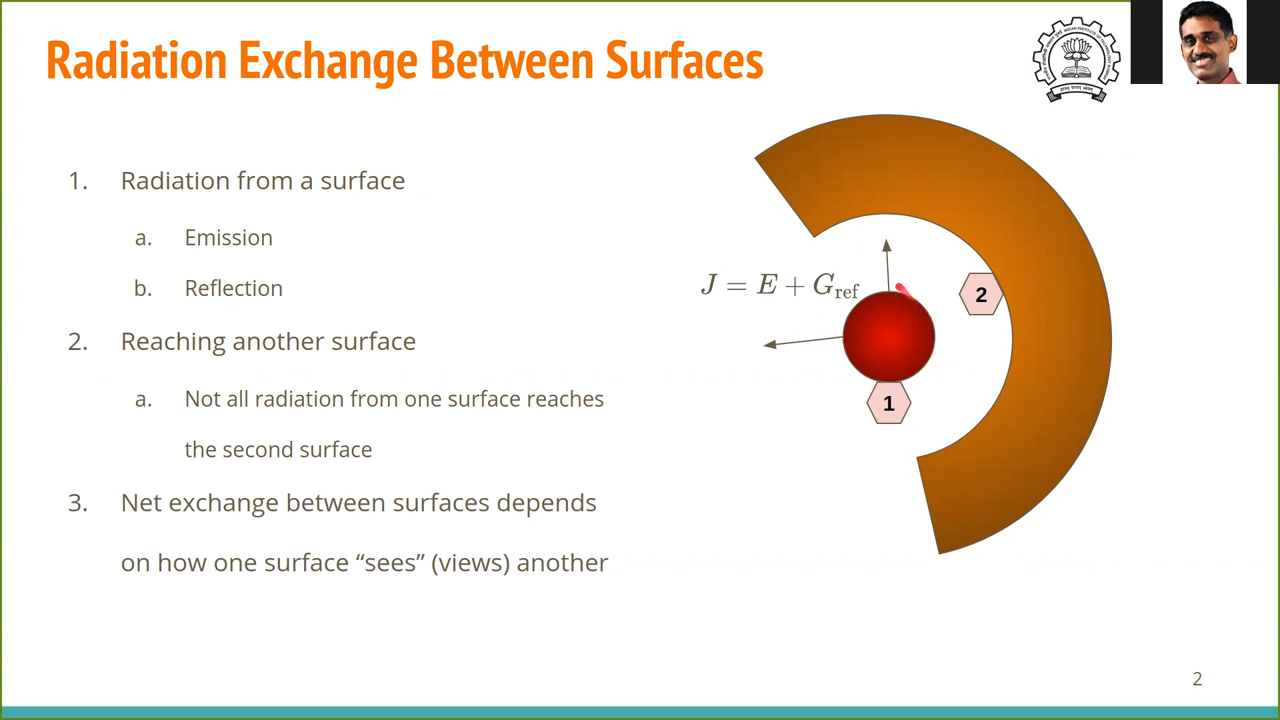 Radiation Exchange Between Surfaces
1. Radiation from a surface
a. Emission
b. Reflection
2. Reaching another surface
a. Not all radiation from one surface reaches
the second surface
3. Net exchange between surfaces depends
on how one surface “sees” (views) another
J = E + G_ref
2
1
2